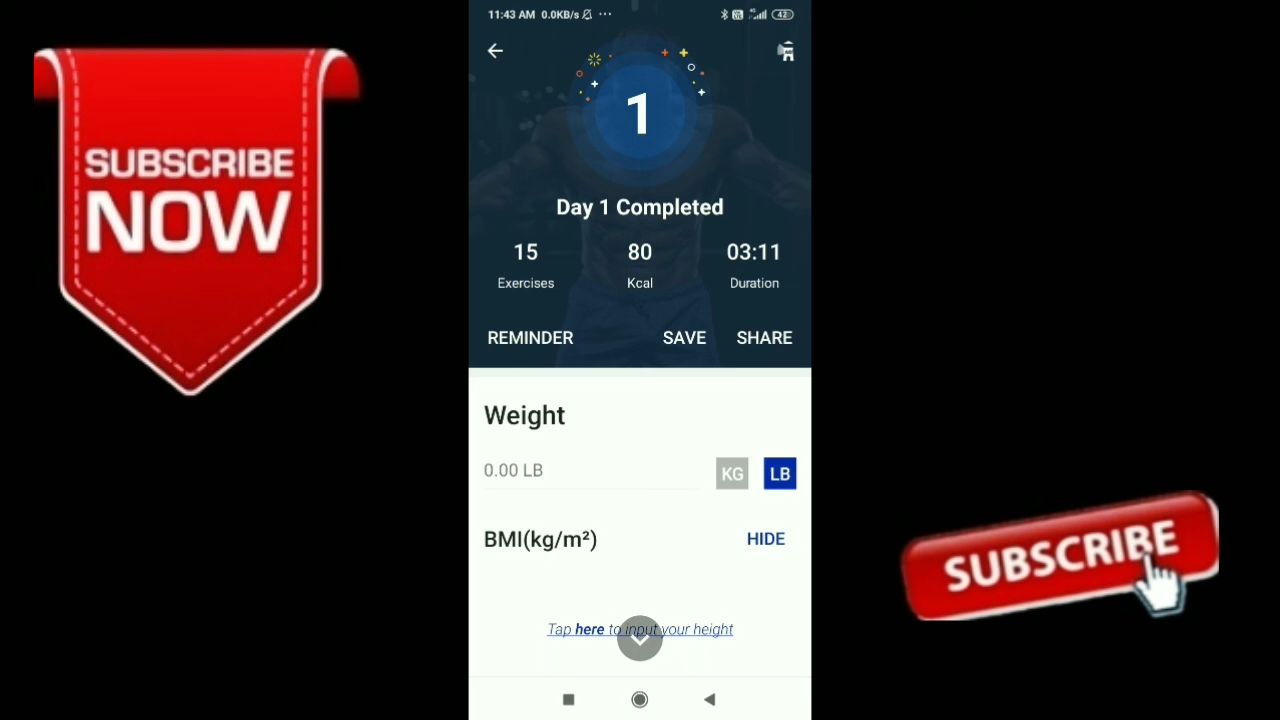 SUBSCRIBE
NOW
11:43 AM 0.0KB/s ... 42
1
Day 1 Completed
15 80 03:11
Exercises Kcal Duration
REMINDER SAVE SHARE
Weight
0.00 LB KG LB
BMI(kg/m²) HIDE
Tap here to input your height
SUBSCRIBE